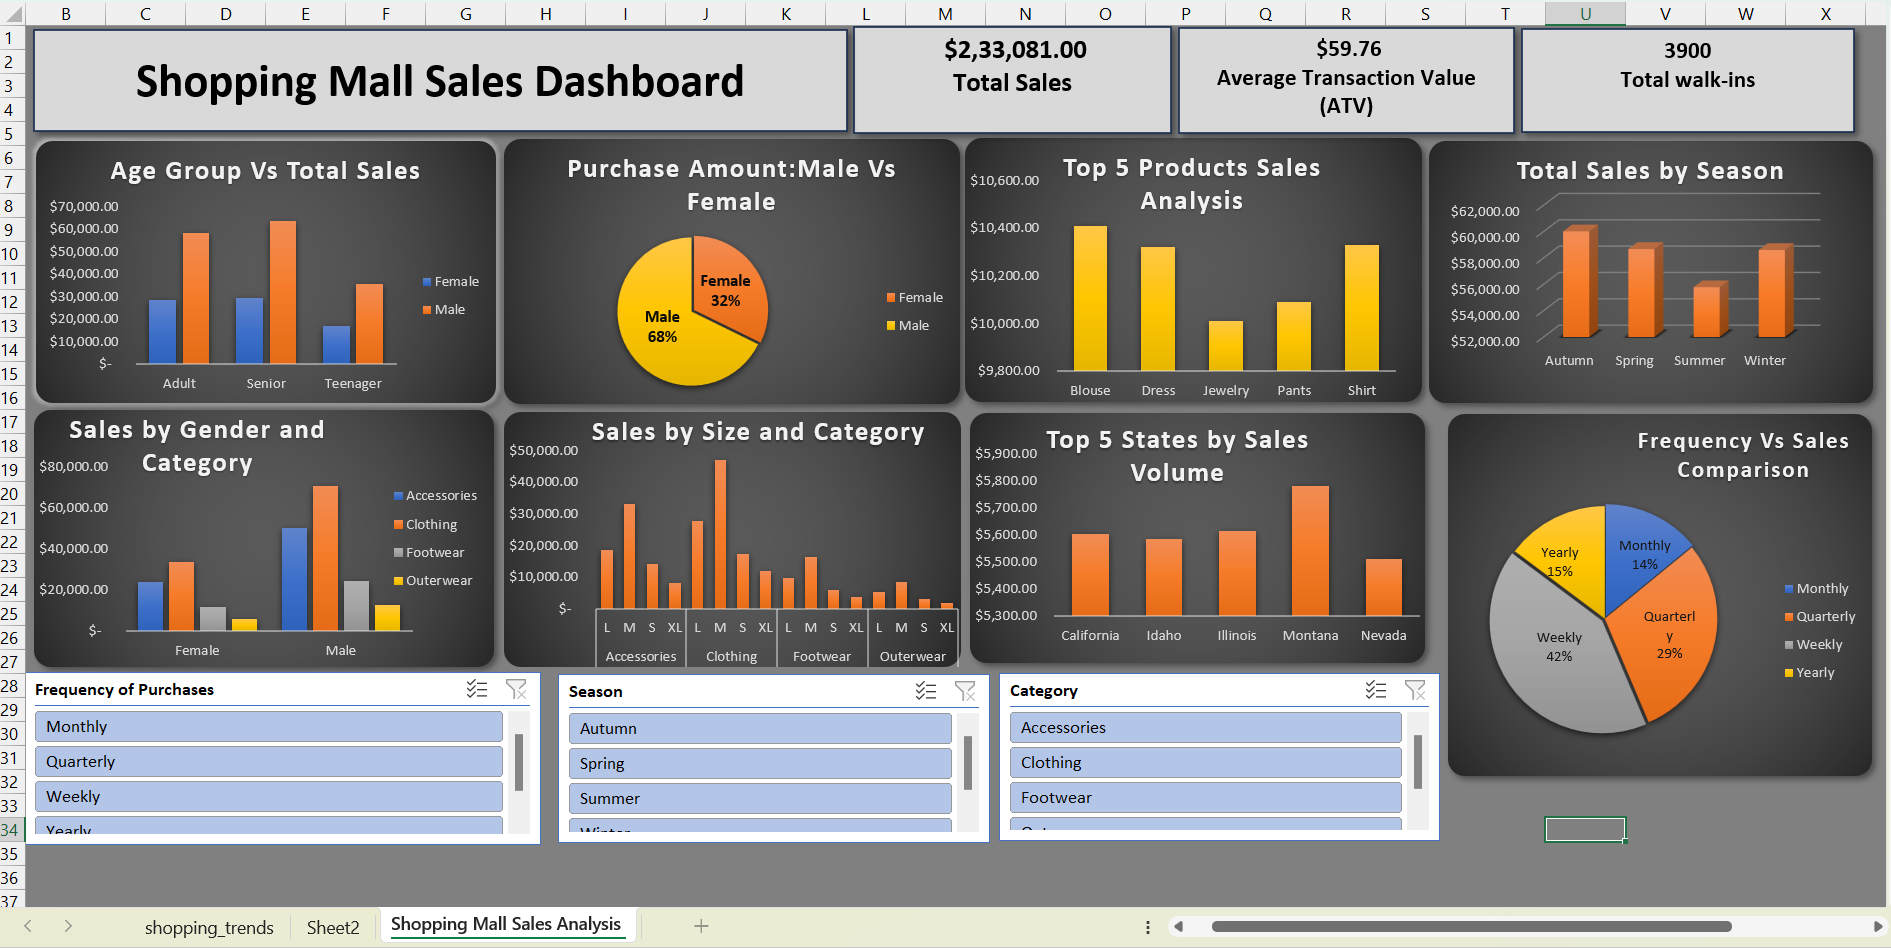 B C D E F G H I J K L M N O P Q R S T U V W X
1
2
3
4
5
6
7
8
9
10
11
12
13
14
15
16
17
18
19
20
21
22
23
24
25
26
27
28
29
30
31
32
33
34
35
36
37
Shopping Mall Sales Dashboard
$2,33,081.00
Total Sales
$59.76
Average Transaction Value
(ATV)
3900
Total walk-ins
Age Group Vs Total Sales
$70,000.00
$60,000.00
$50,000.00
$40,000.00
$30,000.00
$20,000.00
$10,000.00
$-
Adult Senior Teenager
Female
Male
Purchase Amount:Male Vs
Female
Female
32%
Male
68%
Female
Male
Top 5 Products Sales
Analysis
$10,600.00
$10,400.00
$10,200.00
$10,000.00
$9,800.00
Blouse Dress Jewelry Pants Shirt
Total Sales by Season
$62,000.00
$60,000.00
$58,000.00
$56,000.00
$54,000.00
$52,000.00
Autumn Spring Summer Winter
Sales by Gender and
Category
$80,000.00
$60,000.00
$40,000.00
$20,000.00
$-
Female Male
Accessories
Clothing
Footwear
Outerwear
Sales by Size and Category
$50,000.00
$40,000.00
$30,000.00
$20,000.00
$10,000.00
$-
L M S XL L M S XL L M S XL L M S XL
Accessories Clothing Footwear Outerwear
Top 5 States by Sales
Volume
$5,900.00
$5,800.00
$5,700.00
$5,600.00
$5,500.00
$5,400.00
$5,300.00
California Idaho Illinois Montana Nevada
Frequency Vs Sales
Comparison
Yearly
15%
Monthly
14%
Quarterl
y
29%
Weekly
42%
Monthly
Quarterly
Weekly
Yearly
Frequency of Purchases
Monthly
Quarterly
Weekly
Yearly
Season
Autumn
Spring
Summer
Winter
Category
Accessories
Clothing
Footwear
shopping_trends Sheet2 Shopping Mall Sales Analysis